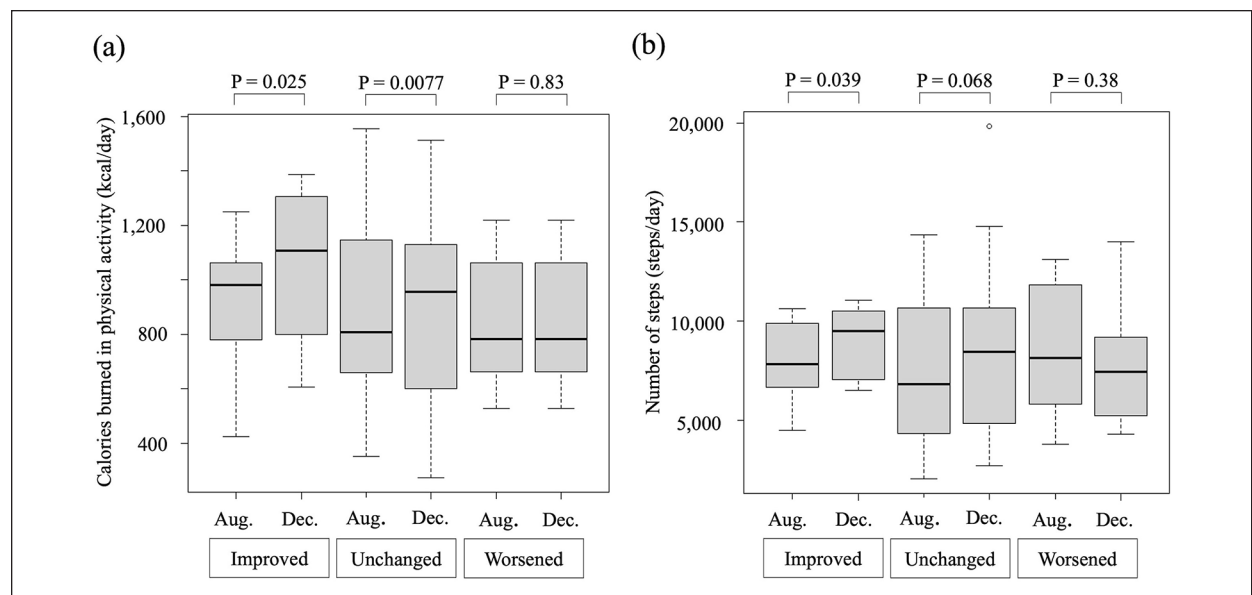 (a)
P = 0.025
P = 0.0077
P = 0.83
Calories burned in physical activity (kcal/day)
1,600
1,200
800
400
Aug.
Dec.
Aug.
Dec.
Aug.
Dec.
Improved
Unchanged
Worsened
(b)
P = 0.039
P = 0.068
P = 0.38
Number of steps (steps/day)
20,000
15,000
10,000
5,000
Aug.
Dec.
Aug.
Dec.
Aug.
Dec.
Improved
Unchanged
Worsened